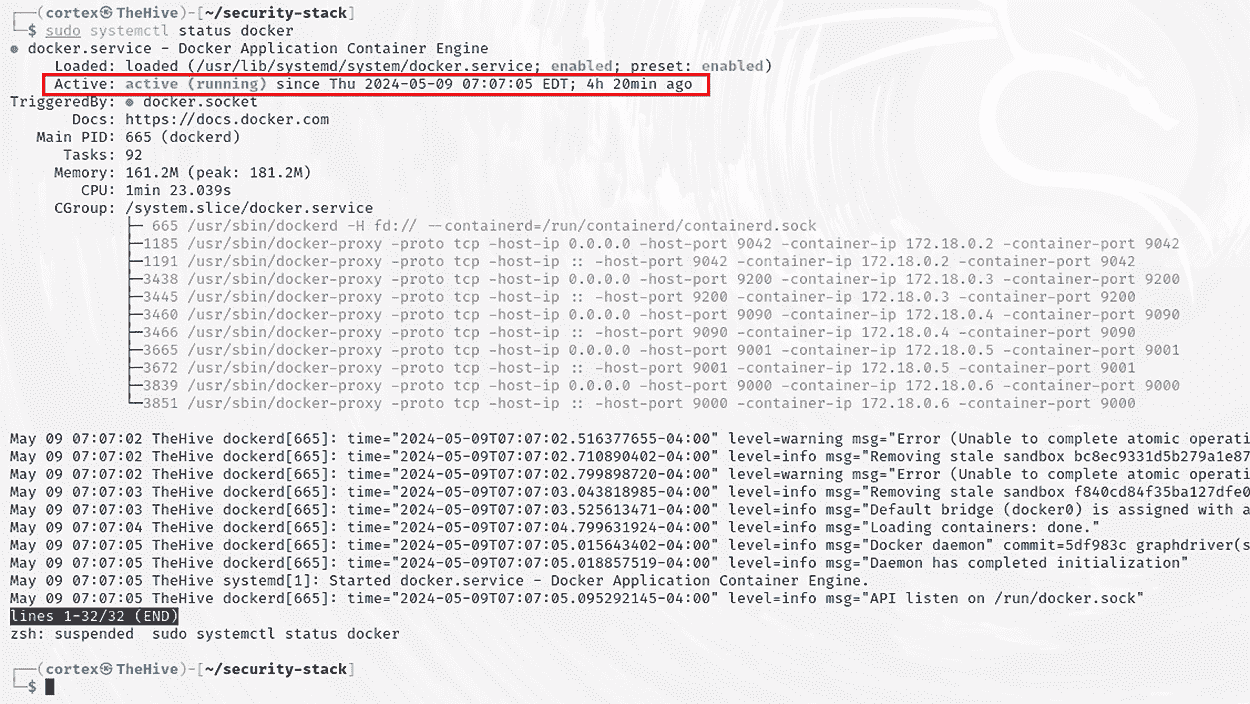 ┌──(cortex㉿TheHive)-[~/security-stack]
└─$ sudo systemctl status docker
● docker.service - Docker Application Container Engine
     Loaded: loaded (/usr/lib/systemd/system/docker.service; enabled; preset: enabled)
     Active: active (running) since Thu 2024-05-09 07:07:05 EDT; 4h 20min ago
TriggeredBy: ● docker.socket
       Docs: https://docs.docker.com
   Main PID: 665 (dockerd)
      Tasks: 92
     Memory: 161.2M (peak: 181.2M)
        CPU: 1min 23.039s
     CGroup: /system.slice/docker.service
             ├─ 665 /usr/sbin/dockerd -H fd:// --containerd=/run/containerd/containerd.sock
             ├─1185 /usr/sbin/docker-proxy -proto tcp -host-ip 0.0.0.0 -host-port 9042 -container-ip 172.18.0.2 -container-port 9042
             ├─1191 /usr/sbin/docker-proxy -proto tcp -host-ip :: -host-port 9042 -container-ip 172.18.0.2 -container-port 9042
             ├─3438 /usr/sbin/docker-proxy -proto tcp -host-ip 0.0.0.0 -host-port 9200 -container-ip 172.18.0.3 -container-port 9200
             ├─3445 /usr/sbin/docker-proxy -proto tcp -host-ip :: -host-port 9200 -container-ip 172.18.0.3 -container-port 9200
             ├─3460 /usr/sbin/docker-proxy -proto tcp -host-ip 0.0.0.0 -host-port 9090 -container-ip 172.18.0.4 -container-port 9090
             ├─3466 /usr/sbin/docker-proxy -proto tcp -host-ip :: -host-port 9090 -container-ip 172.18.0.4 -container-port 9090
             ├─3665 /usr/sbin/docker-proxy -proto tcp -host-ip 0.0.0.0 -host-port 9001 -container-ip 172.18.0.5 -container-port 9001
             ├─3672 /usr/sbin/docker-proxy -proto tcp -host-ip :: -host-port 9001 -container-ip 172.18.0.5 -container-port 9001
             ├─3839 /usr/sbin/docker-proxy -proto tcp -host-ip 0.0.0.0 -host-port 9000 -container-ip 172.18.0.6 -container-port 9000
             └─3851 /usr/sbin/docker-proxy -proto tcp -host-ip :: -host-port 9000 -container-ip 172.18.0.6 -container-port 9000
May 09 07:07:02 TheHive dockerd[665]: time="2024-05-09T07:07:02.516377655-04:00" level=warning msg="Error (Unable to complete atomic operati
May 09 07:07:02 TheHive dockerd[665]: time="2024-05-09T07:07:02.710890402-04:00" level=info msg="Removing stale sandbox bc8ec9331d5b279a1e87
May 09 07:07:02 TheHive dockerd[665]: time="2024-05-09T07:07:02.799898720-04:00" level=warning msg="Error (Unable to complete atomic operati
May 09 07:07:03 TheHive dockerd[665]: time="2024-05-09T07:07:03.043818985-04:00" level=info msg="Removing stale sandbox f840cd84f35ba127dfe0
May 09 07:07:03 TheHive dockerd[665]: time="2024-05-09T07:07:03.525613471-04:00" level=info msg="Default bridge (docker0) is assigned with a
May 09 07:07:04 TheHive dockerd[665]: time="2024-05-09T07:07:04.799631924-04:00" level=info msg="Loading containers: done."
May 09 07:07:05 TheHive dockerd[665]: time="2024-05-09T07:07:05.015643402-04:00" level=info msg="Docker daemon" commit=5df983c graphdriver(s
May 09 07:07:05 TheHive dockerd[665]: time="2024-05-09T07:07:05.018857519-04:00" level=info msg="Daemon has completed initialization"
May 09 07:07:05 TheHive systemd[1]: Started docker.service - Docker Application Container Engine.
May 09 07:07:05 TheHive dockerd[665]: time="2024-05-09T07:07:05.095292145-04:00" level=info msg="API listen on /run/docker.sock"
lines 1-32/32 (END)
zsh: suspended  sudo systemctl status docker
┌──(cortex㉿TheHive)-[~/security-stack]
└─$